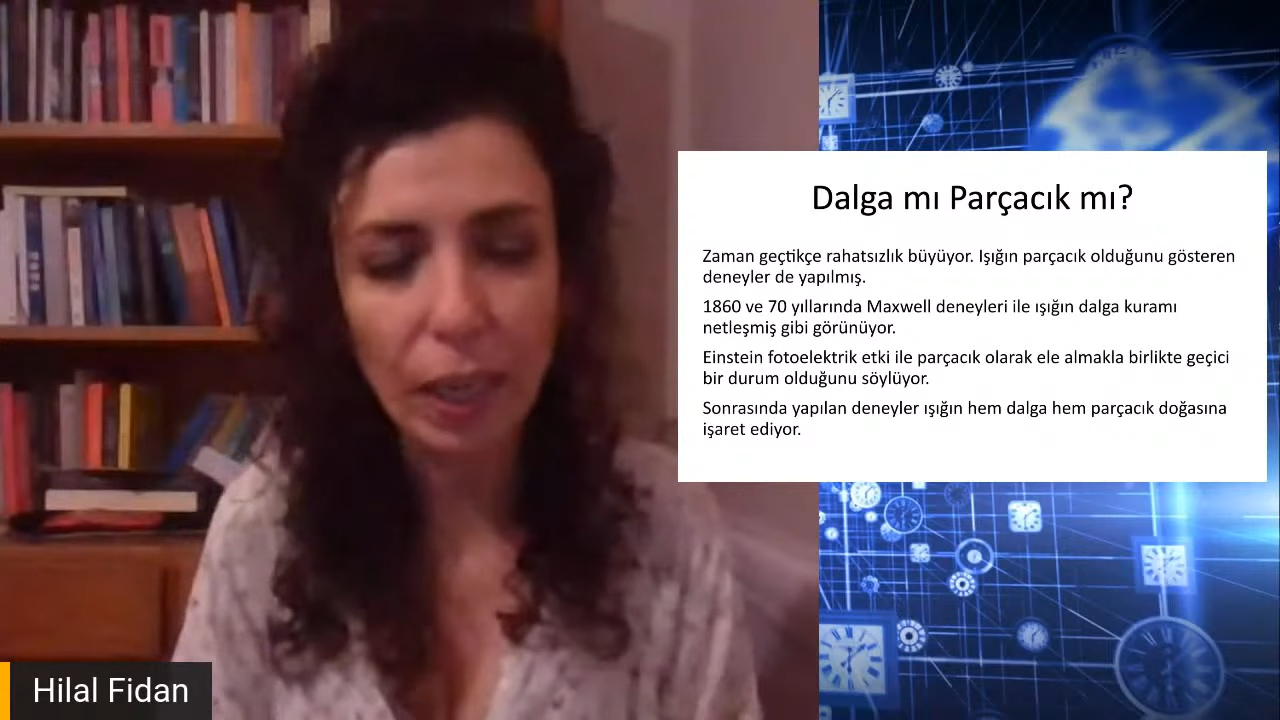 Dalga mı Parçacık mı?
Zaman geçtikçe rahatsızlık büyüyor. Işığın parçacık olduğunu gösteren
deneyler de yapılmış.
1860 ve 70 yıllarında Maxwell deneyleri ile ışığın dalga kuramı
netleşmiş gibi görünüyor.
Einstein fotoelektrik etki ile parçacık olarak ele almakla birlikte geçici
bir durum olduğunu söylüyor.
Sonrasında yapılan deneyler ışığın hem dalga hem parçacık doğasına
işaret ediyor.
Hilal Fidan